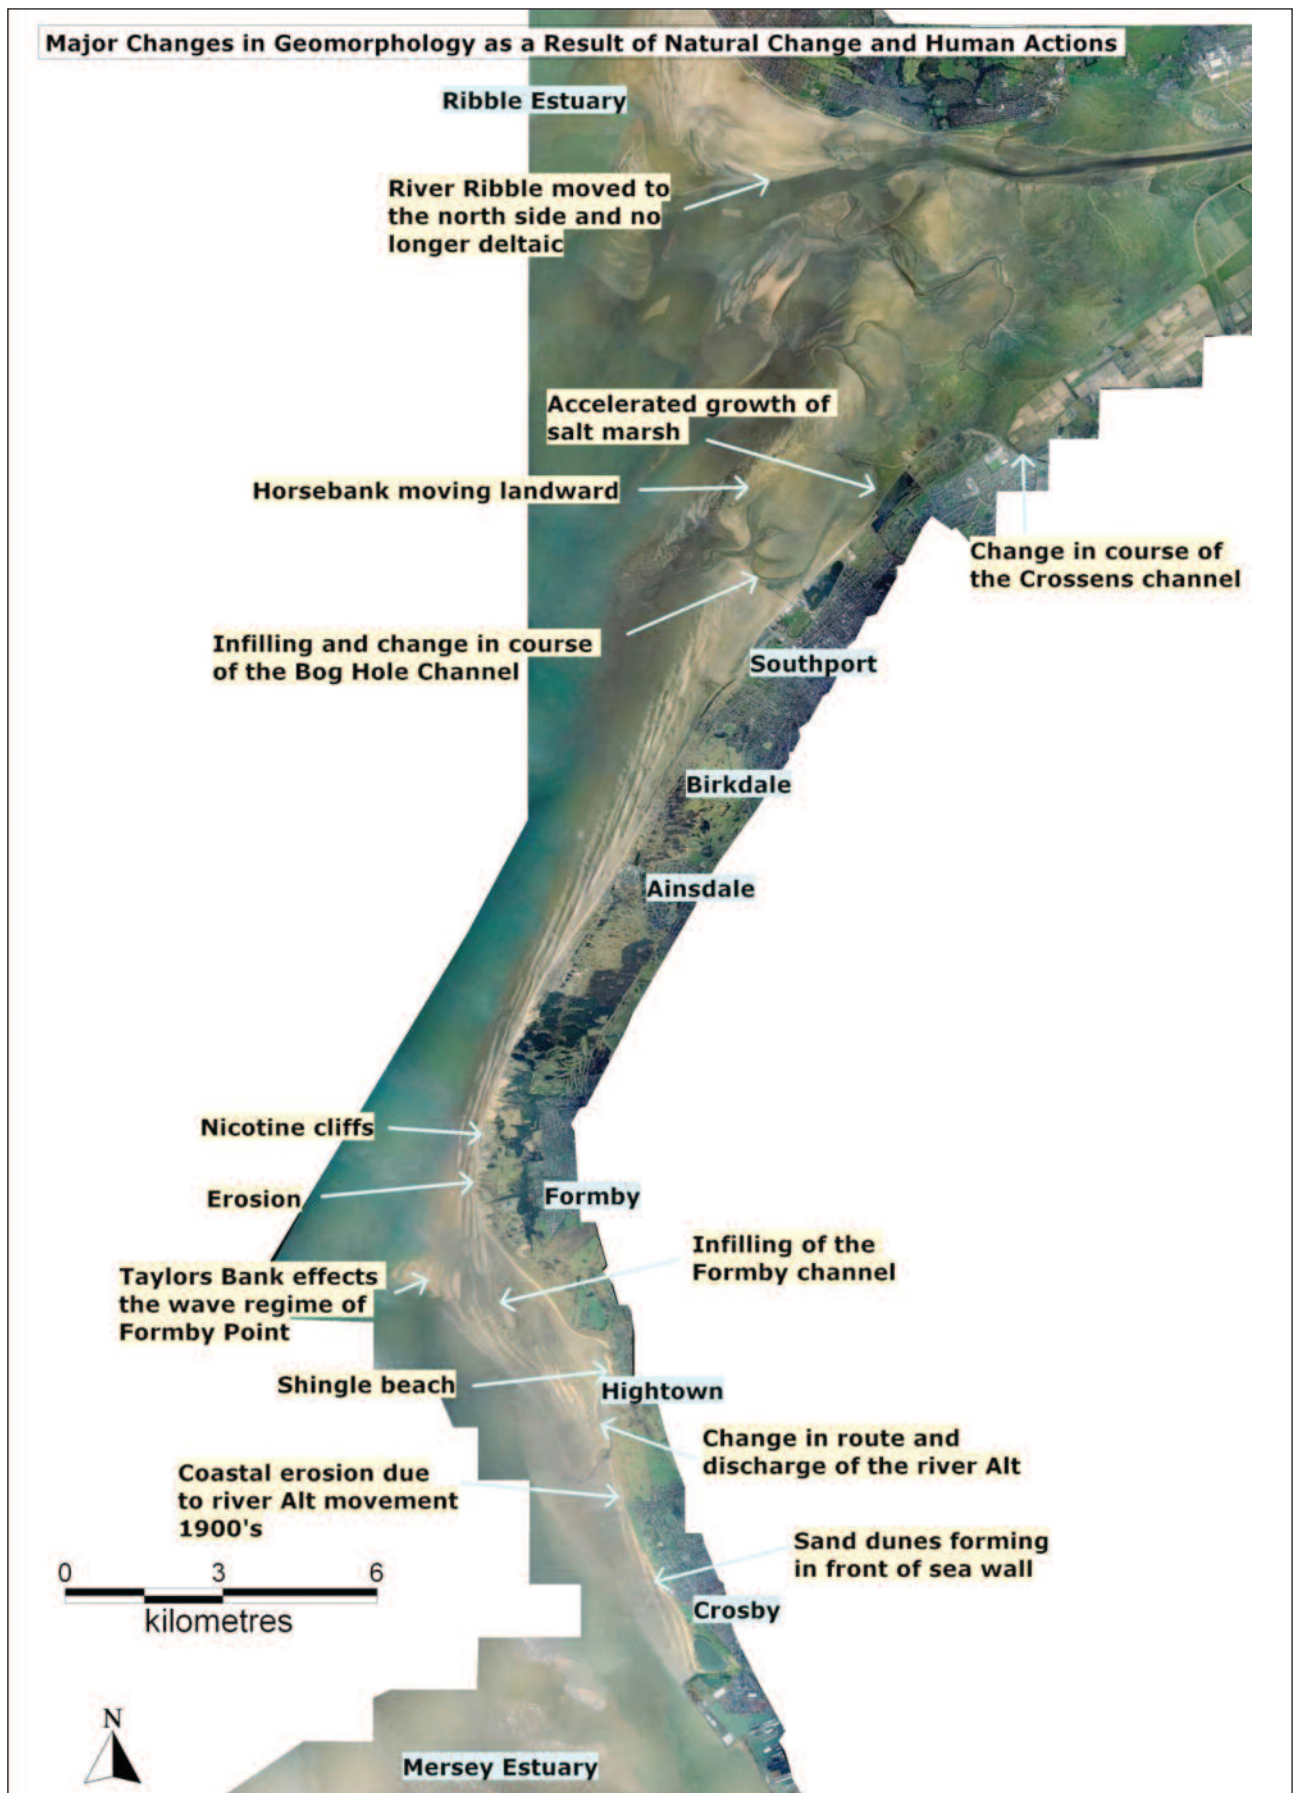 Major Changes in Geomorphology as a Result of Natural Change and Human Actions
Ribble Estuary
River Ribble moved to
the north side and no
longer deltaic
Accelerated growth of
salt marsh
Horsebank moving landward
Change in course of
the Crossens channel
Infilling and change in course
of the Bog Hole Channel
Southport
Birkdale
Ainsdale
Nicotine cliffs
Erosion
Formby
Infilling of the
Formby channel
Taylors Bank effects
the wave regime of
Formby Point
Shingle beach
Hightown
Change in route and
discharge of the river Alt
Coastal erosion due
to river Alt movement
1900's
Sand dunes forming
in front of sea wall
Crosby
0 3 6
kilometres
N
Mersey Estuary